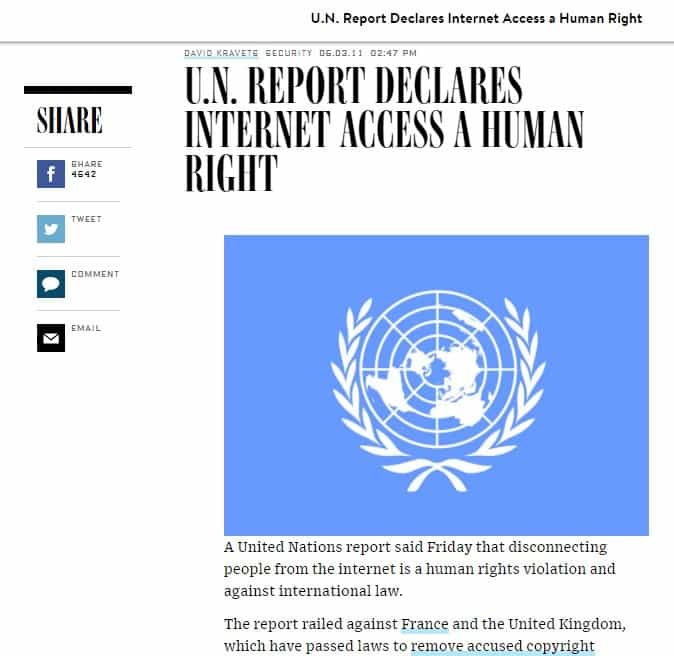 U.N. Report Declares Internet Access a Human Right
DAVID KRAVETS SECURITY 06.03.11 02:47 PM
U.N. REPORT DECLARES
INTERNET ACCESS A HUMAN
RIGHT
SHARE
SHARE
4642
TWEET
COMMENT
EMAIL
A United Nations report said Friday that disconnecting
people from the internet is a human rights violation and
against international law.
The report railed against France and the United Kingdom,
which have passed laws to remove accused copyright